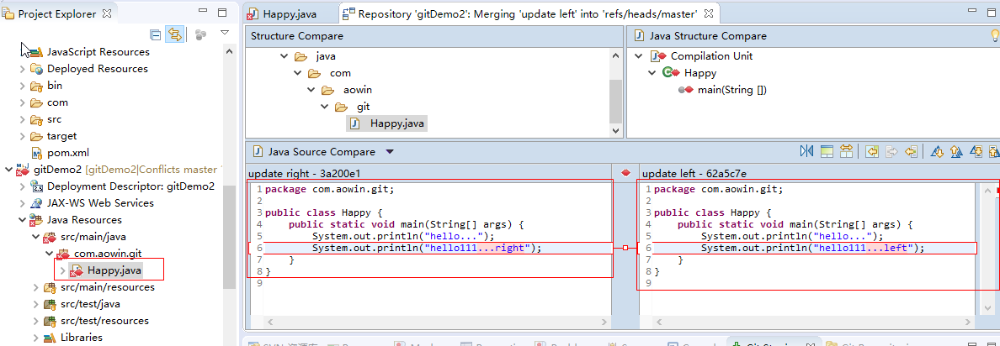 Project Explorer
JavaScript Resources
Deployed Resources
bin
com
src
target
pom.xml
gitDemo2 [gitDemo2|Conflicts master
Deployment Descriptor: gitDemo2
JAX-WS Web Services
Java Resources
src/main/java
com.aowin.git
Happy.java
src/main/resources
src/test/java
src/test/resources
Libraries
Happy.java
Repository 'gitDemo2': Merging 'update left' into 'refs/heads/master'
Structure Compare
java
com
aowin
git
Happy.java
Java Structure Compare
Compilation Unit
Happy
main(String [])
Java Source Compare
update right - 3a200e1
1 package com.aowin.git;
2
3 public class Happy {
4 public static void main(String[] args) {
5 System.out.println("hello...");
6 System.out.println("hello111...right");
7 }
8 }
9
update left - 62a5c7e
1 package com.aowin.git;
2
3 public class Happy {
4 public static void main(String[] args) {
5 System.out.println("hello...");
6 System.out.println("hello111...left");
7 }
8 }
9